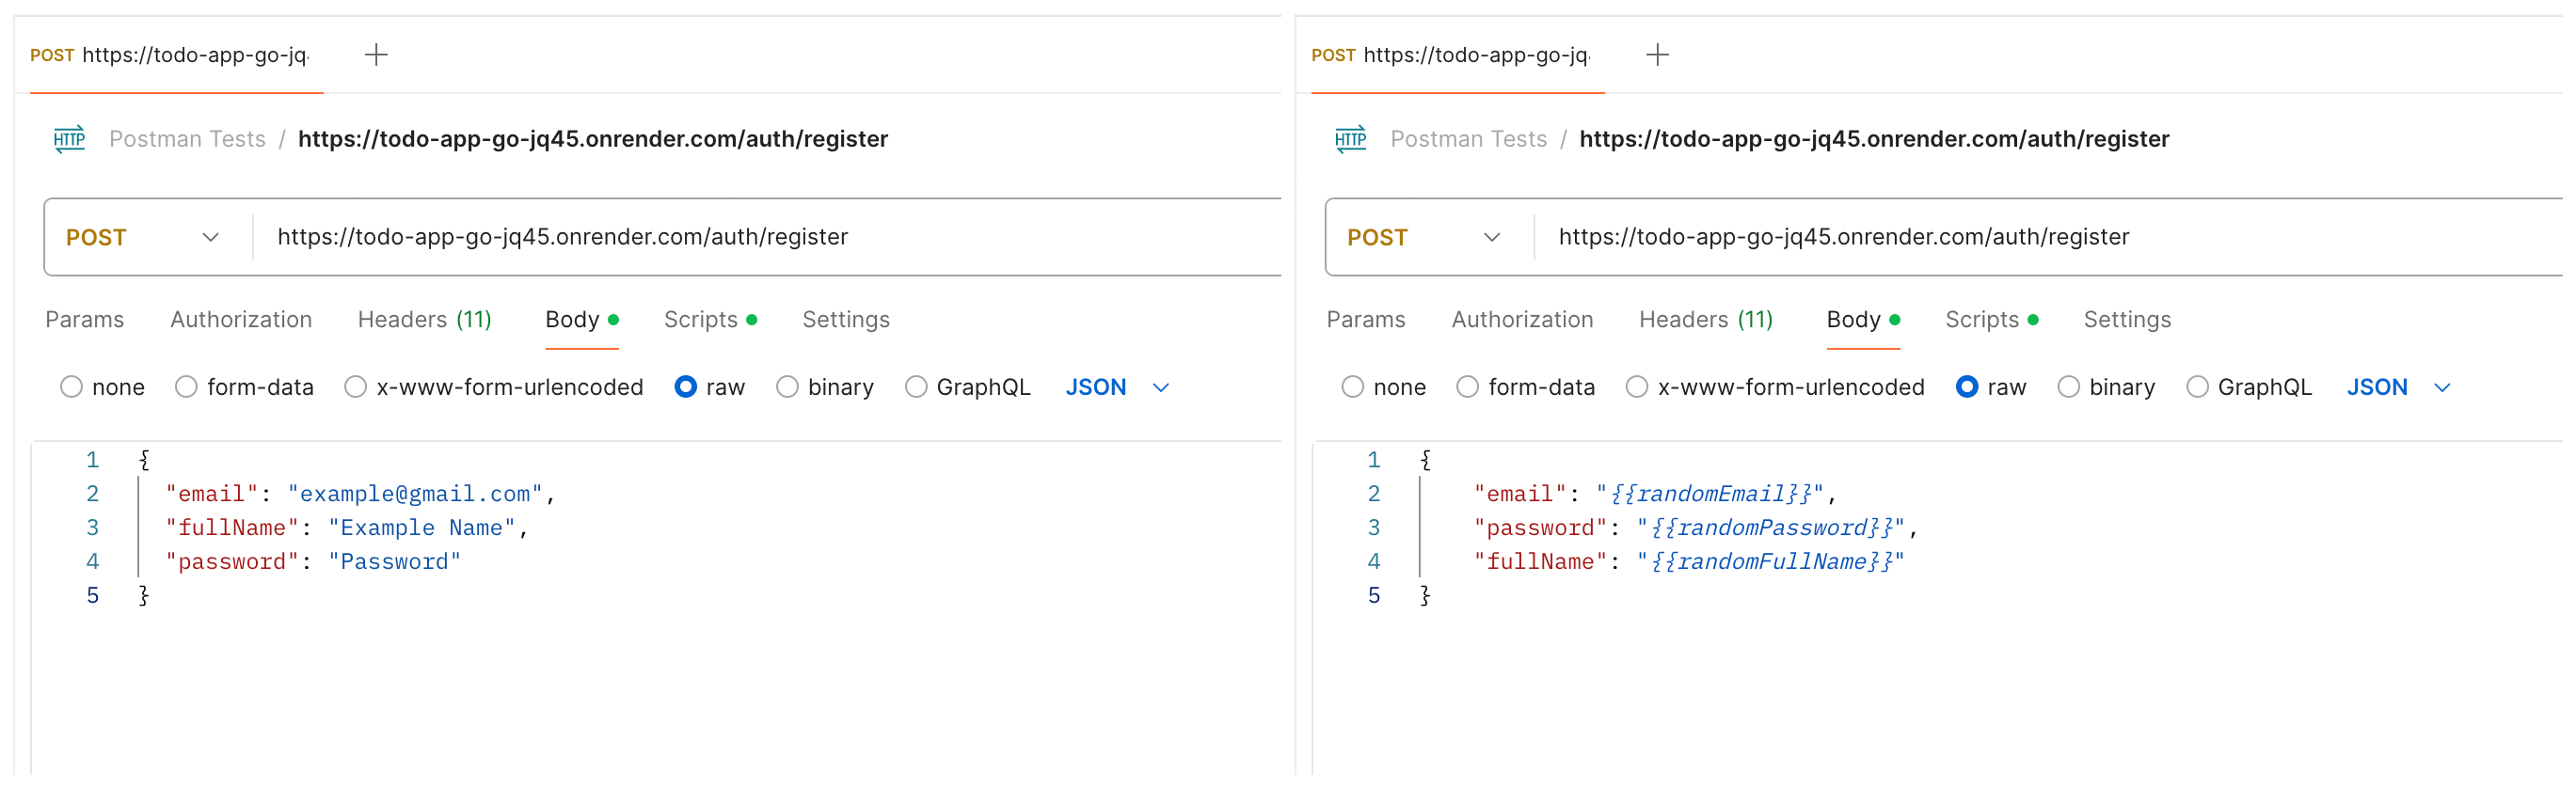 POST https://todo-app-go-jq
HTTP Postman Tests / https://todo-app-go-jq45.onrender.com/auth/register
POST https://todo-app-go-jq45.onrender.com/auth/register
Params Authorization Headers (11) Body Scripts Settings
none form-data x-www-form-urlencoded raw binary GraphQL JSON
1 {
2 "email": "example@gmail.com",
3 "fullName": "Example Name",
4 "password": "Password"
5 }
POST https://todo-app-go-jq
HTTP Postman Tests / https://todo-app-go-jq45.onrender.com/auth/register
POST https://todo-app-go-jq45.onrender.com/auth/register
Params Authorization Headers (11) Body Scripts Settings
none form-data x-www-form-urlencoded raw binary GraphQL JSON
1 {
2 "email": "{{randomEmail}}",
3 "password": "{{randomPassword}}",
4 "fullName": "{{randomFullName}}"
5 }